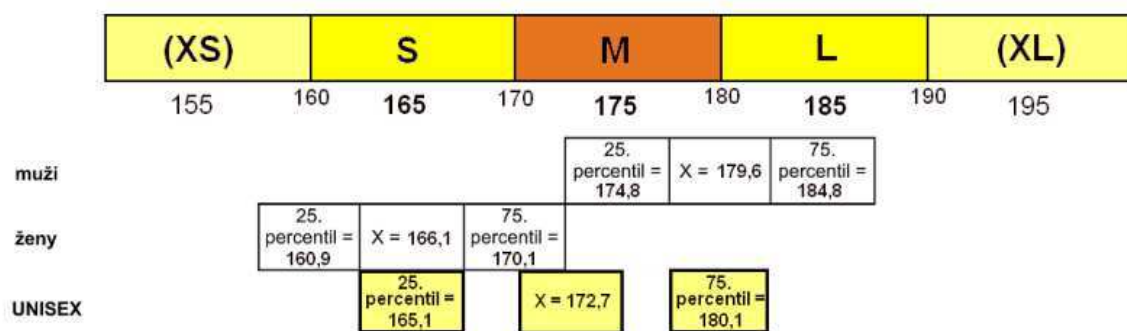 (XS) S M L (XL)
155 160 165 170 175 180 185 190 195
muži
25.
percentil =
174,8
X = 179,6
75.
percentil =
184,8
ženy
25.
percentil =
160,9
X = 166,1
75.
percentil =
170,1
UNISEX
25.
percentil =
165,1
X = 172,7
75.
percentil =
180,1